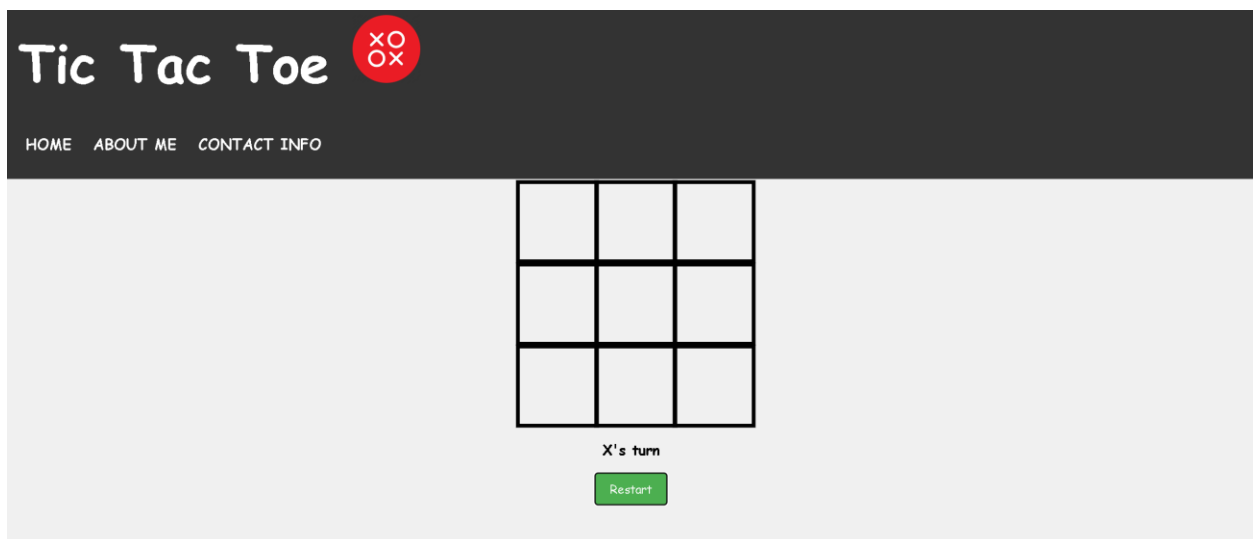 Tic Tac Toe
XO
OX
HOME ABOUT ME CONTACT INFO
X's turn
Restart